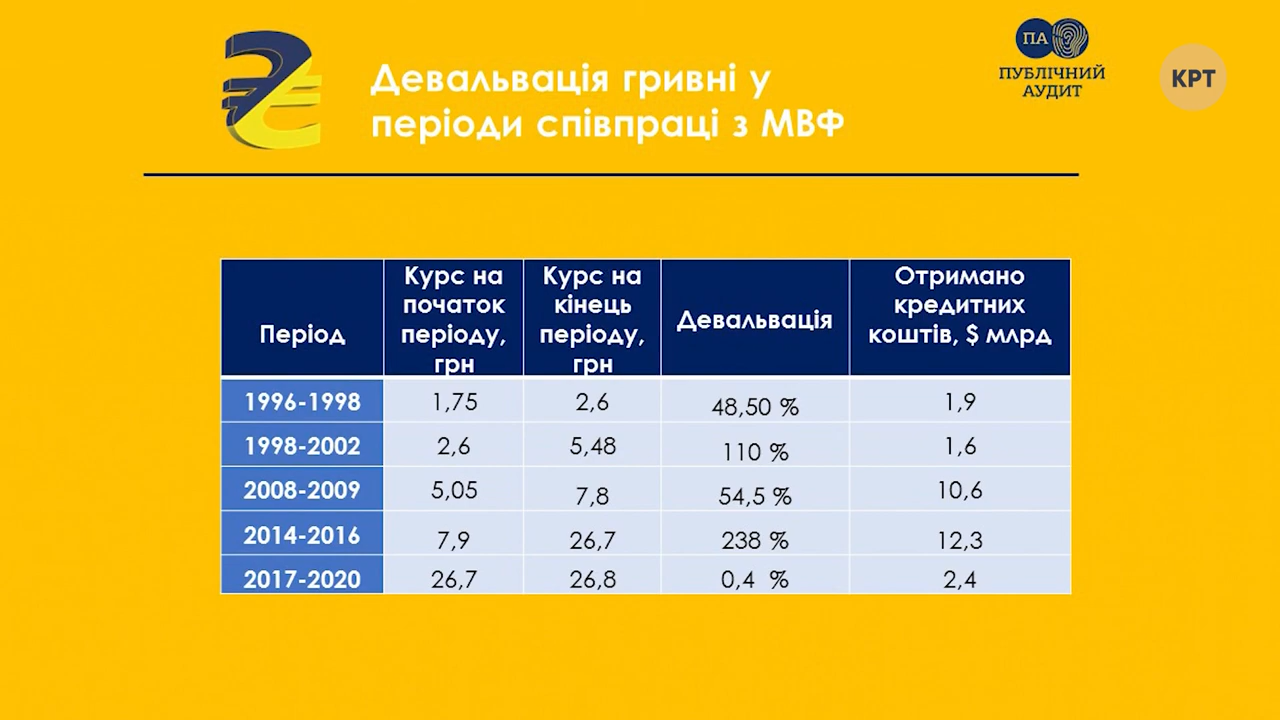 Девальвація гривні у
періоди співпраці з МВФ
ПА
ПУБЛІЧНИЙ
АУДИТ
КРТ
Період
Курс на
початок
періоду,
грн
Курс на
кінець
періоду,
грн
Девальвація
Отримано
кредитних
коштів, $ млрд
1996-1998 1,75 2,6 48,50 % 1,9
1998-2002 2,6 5,48 110 % 1,6
2008-2009 5,05 7,8 54,5 % 10,6
2014-2016 7,9 26,7 238 % 12,3
2017-2020 26,7 26,8 0,4 % 2,4